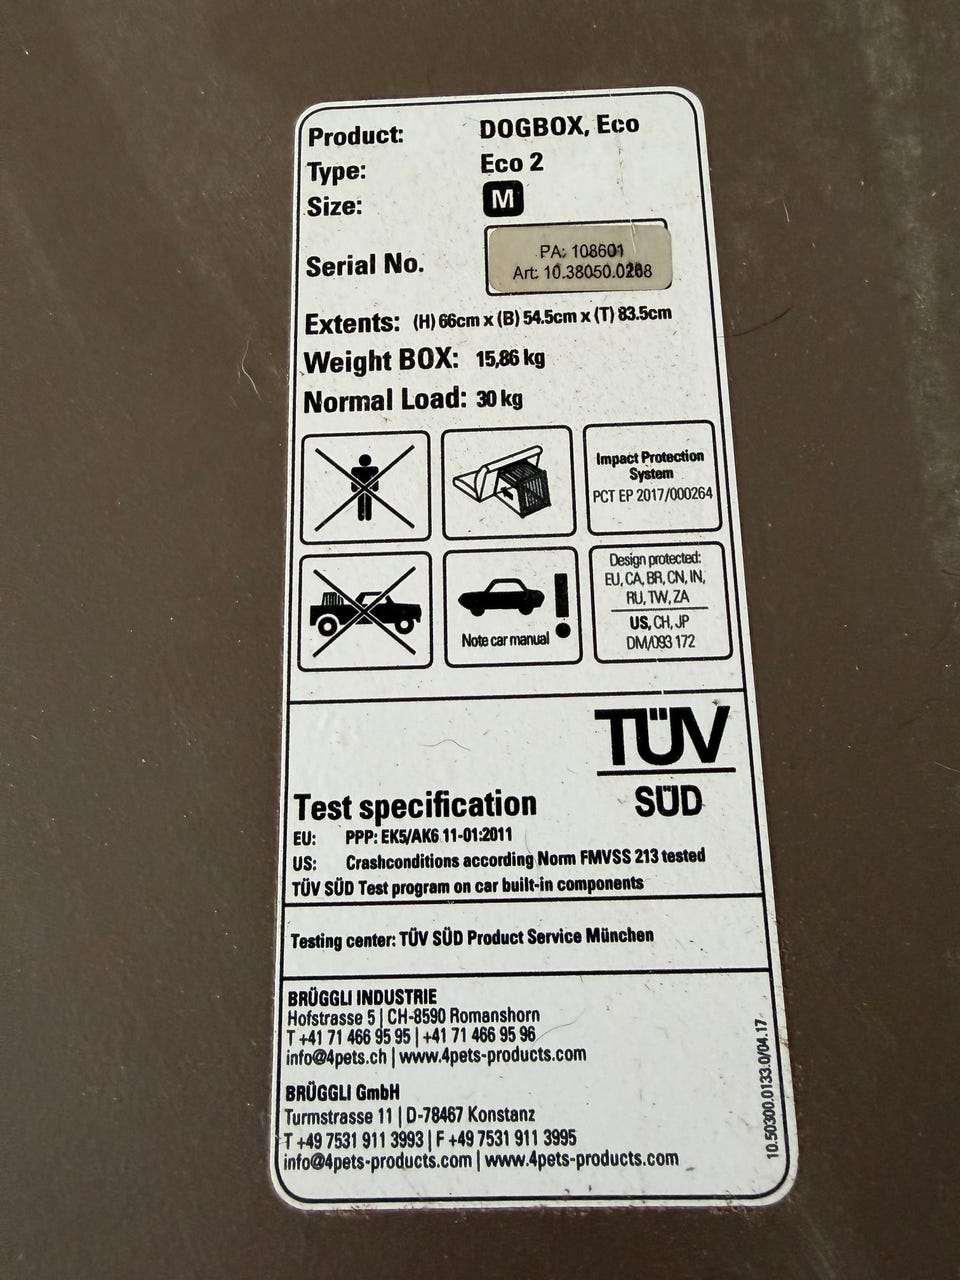 Product: DOGBOX, Eco
Type: Eco 2
Size: M
Serial No. PA: 108601
Art: 10.38050.0268
Extents: (H) 66cm x (B) 54.5cm x (T) 83.5cm
Weight BOX: 15,86 kg
Normal Load: 30 kg
Impact Protection
System
PCT EP 2017/000264
Note car manual
Design protected:
EU, CA, BR, CN, IN,
RU, TW, ZA
US, CH, JP
DM/093 172
TÜV
SÜD
Test specification
EU: PPP: EK5/AK6 11-01:2011
US: Crashconditions according Norm FMVSS 213 tested
TÜV SÜD Test program on car built-in components
Testing center: TÜV SÜD Product Service München
BRÜGGLI INDUSTRIE
Hofstrasse 5 | CH-8590 Romanshorn
T +41 71 466 95 95 | +41 71 466 95 96
info@4pets.ch | www.4pets-products.com
BRÜGGLI GmbH
Turmstrasse 11 | D-78467 Konstanz
T +49 7531 911 3993 | F +49 7531 911 3995
info@4pets-products.com | www.4pets-products.com
10.50300.0133.0/04.17